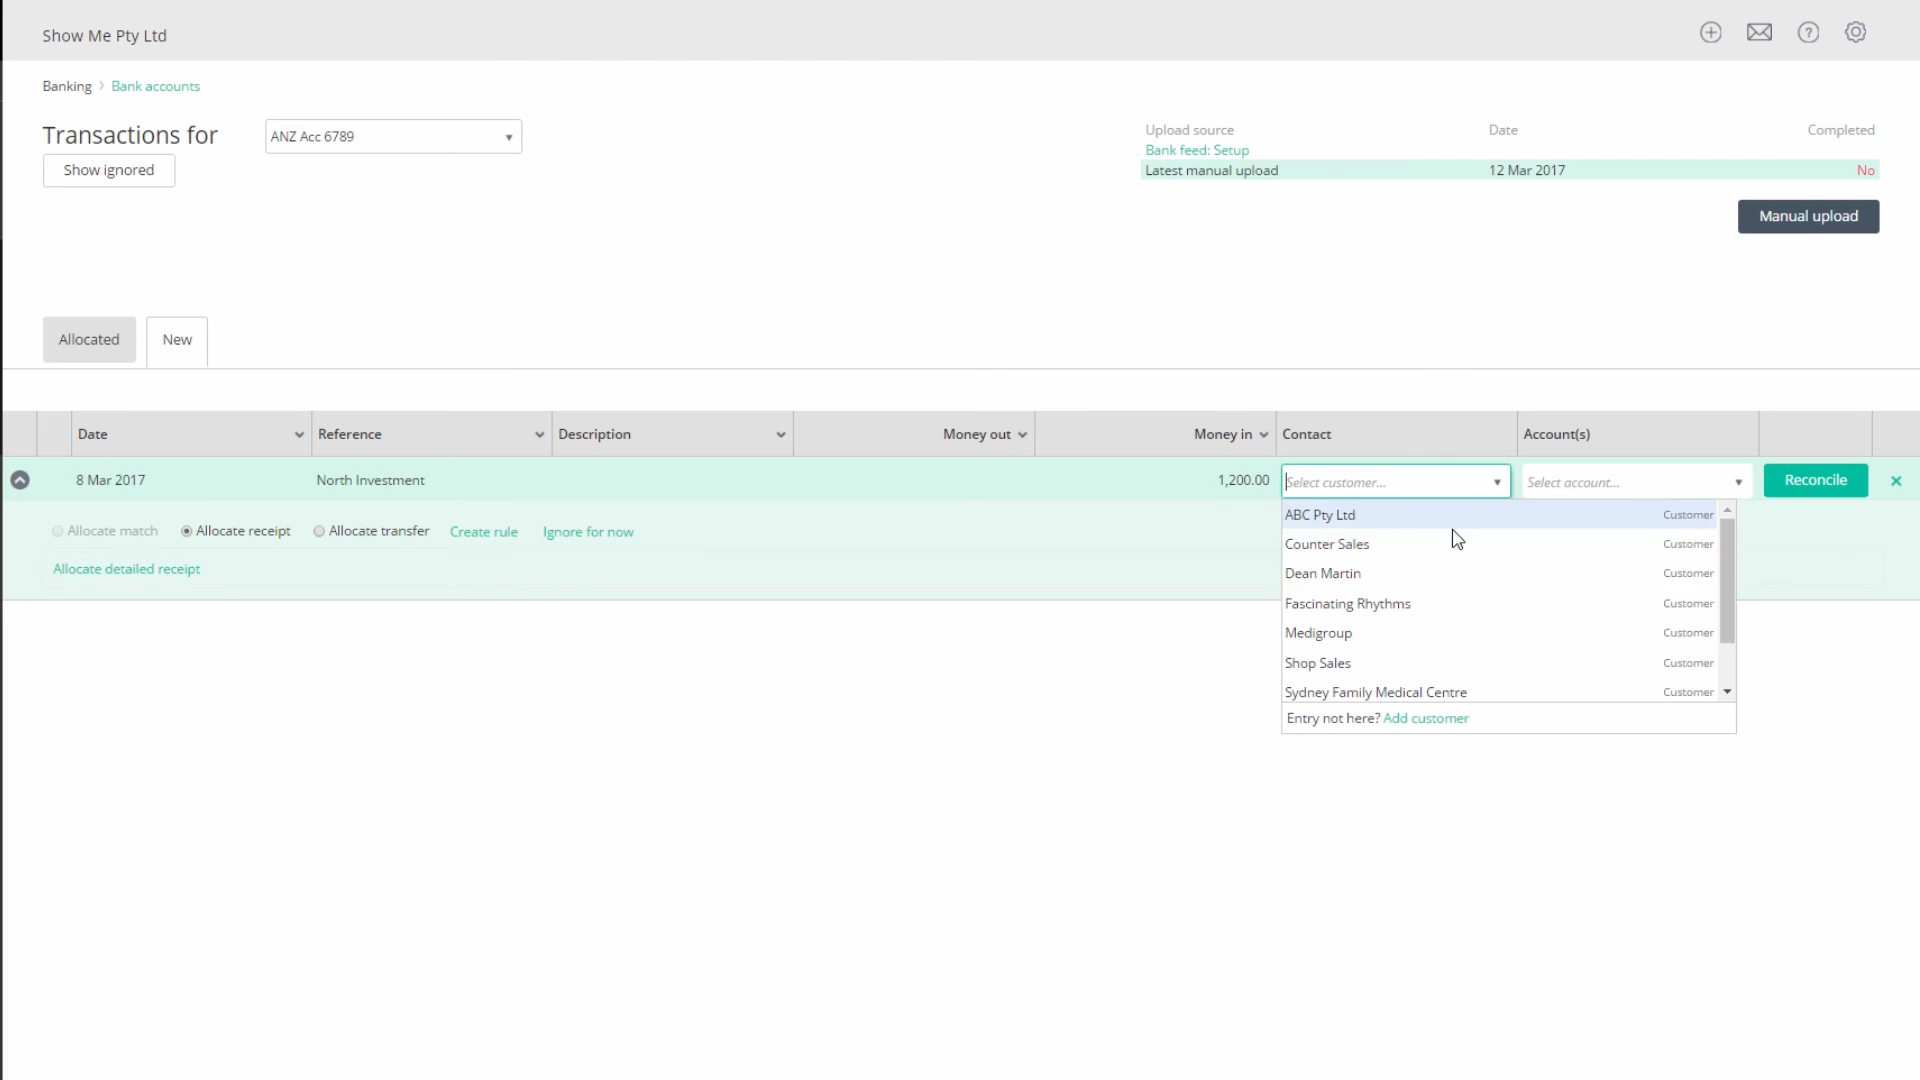 Show Me Pty Ltd
Banking > Bank accounts
Transactions for
ANZ Acc 6789
Show ignored
Upload source Date Completed
Bank feed: Setup
Latest manual upload 12 Mar 2017 No
Manual upload
Allocated New
Date Reference Description Money out Money in Contact Account(s)
8 Mar 2017 North Investment 1,200.00 Select customer... Select account... Reconcile
Allocate match Allocate receipt Allocate transfer Create rule Ignore for now
Allocate detailed receipt
ABC Pty Ltd Customer
Counter Sales Customer
Dean Martin Customer
Fascinating Rhythms Customer
Medigroup Customer
Shop Sales Customer
Sydney Family Medical Centre Customer
Entry not here? Add customer